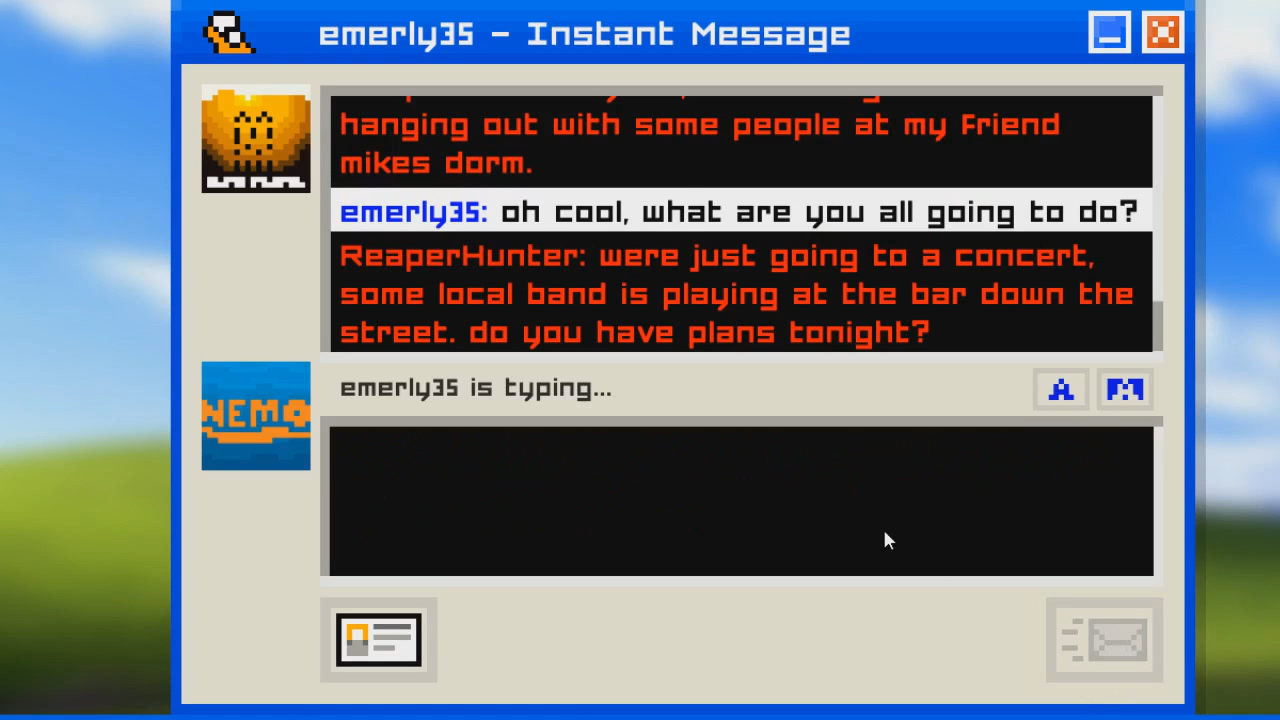 emerly35 - Instant Message
hanging out with some people at my friend
mikes dorm.
emerly35: oh cool, what are you all going to do?
ReaperHunter: were just going to a concert,
some local band is playing at the bar down the
street. do you have plans tonight?
NEMO
emerly35 is typing...